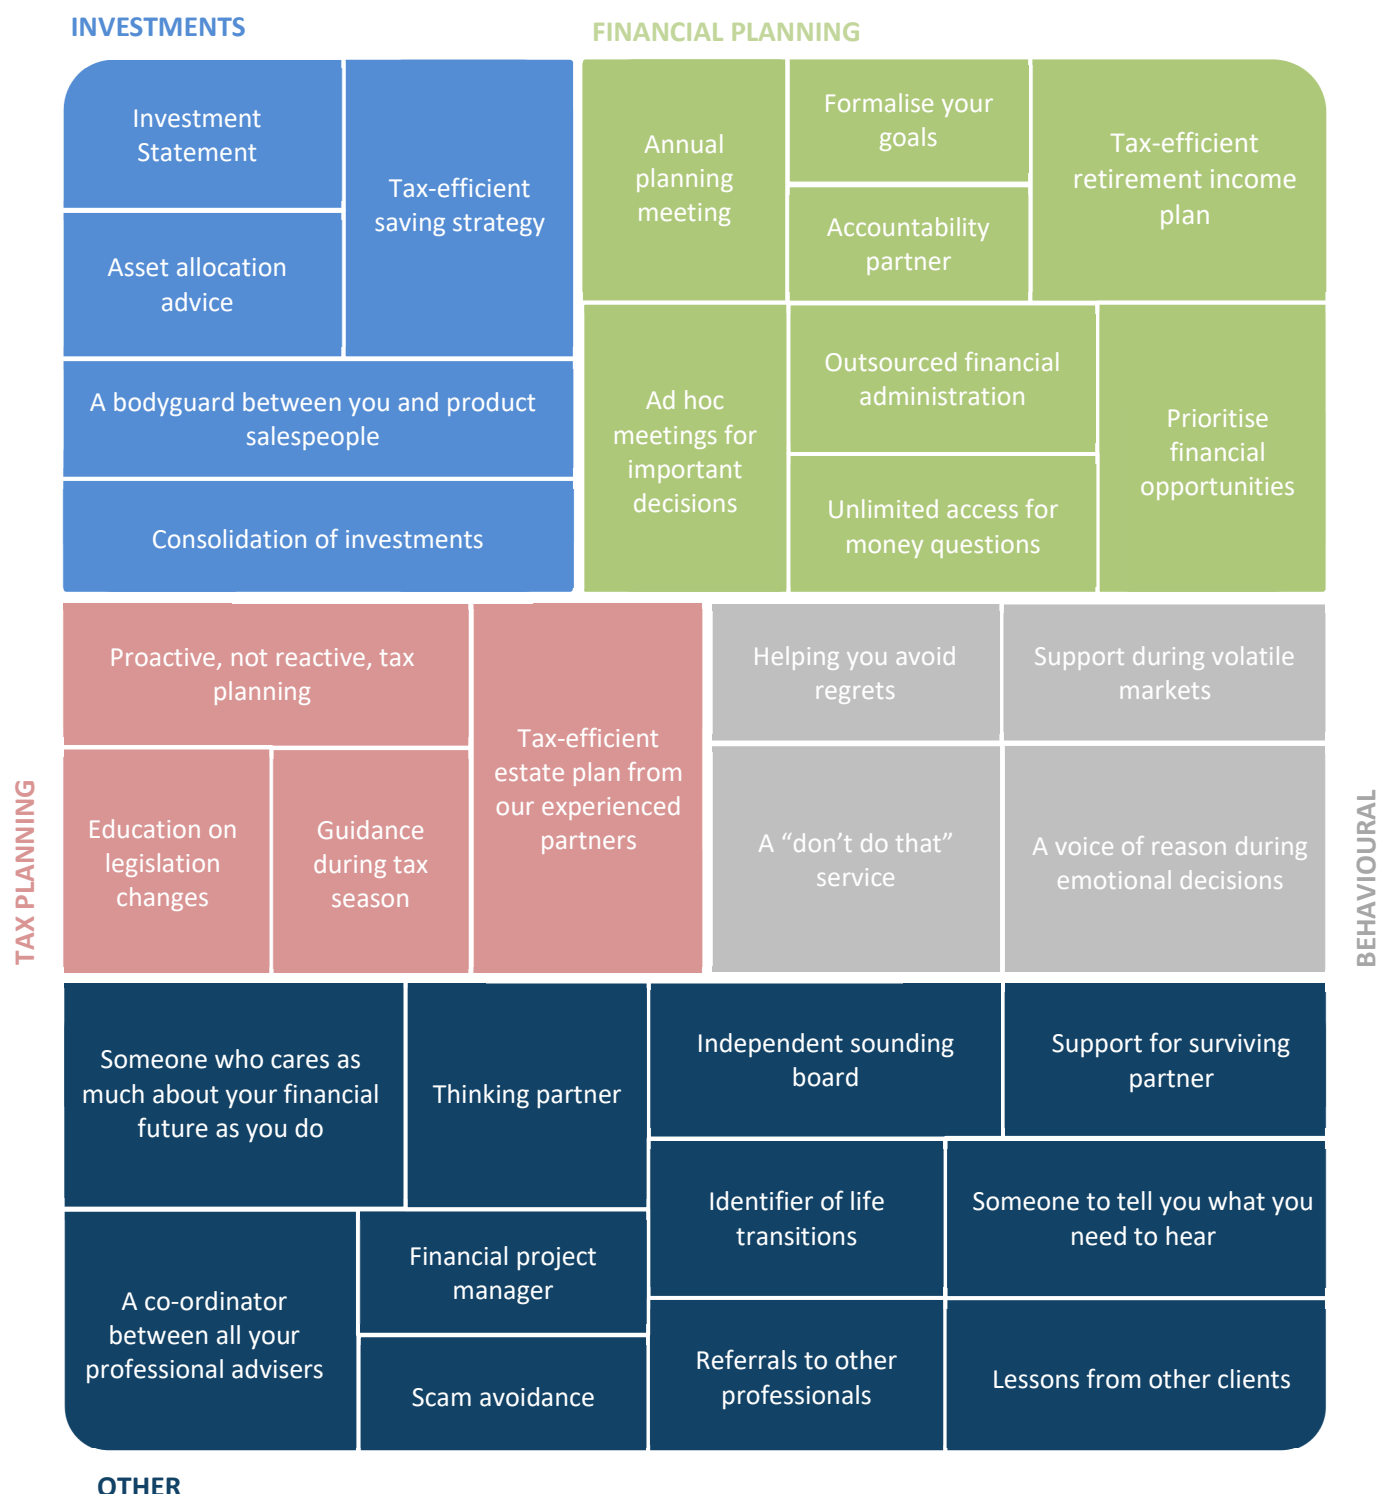 INVESTMENTS
FINANCIAL PLANNING
Investment
Statement
Tax-efficient
saving strategy
Asset allocation
advice
A bodyguard between you and product
salespeople
Consolidation of investments
Annual
planning
meeting
Formalise your
goals
Accountability
partner
Tax-efficient
retirement income
plan
Ad hoc
meetings for
important
decisions
Outsourced financial
administration
Unlimited access for
money questions
Prioritise
financial
opportunities
TAX PLANNING
Proactive, not reactive, tax
planning
Education on
legislation
changes
Guidance
during tax
season
Tax-efficient
estate plan from
our experienced
partners
Helping you avoid
regrets
Support during volatile
markets
A “don’t do that”
service
A voice of reason during
emotional decisions
BEHAVIOURAL
Someone who cares as
much about your financial
future as you do
Thinking partner
Independent sounding
board
Support for surviving
partner
Identifier of life
transitions
Someone to tell you what you
need to hear
A co-ordinator
between all your
professional advisers
Financial project
manager
Scam avoidance
Referrals to other
professionals
Lessons from other clients
OTHER